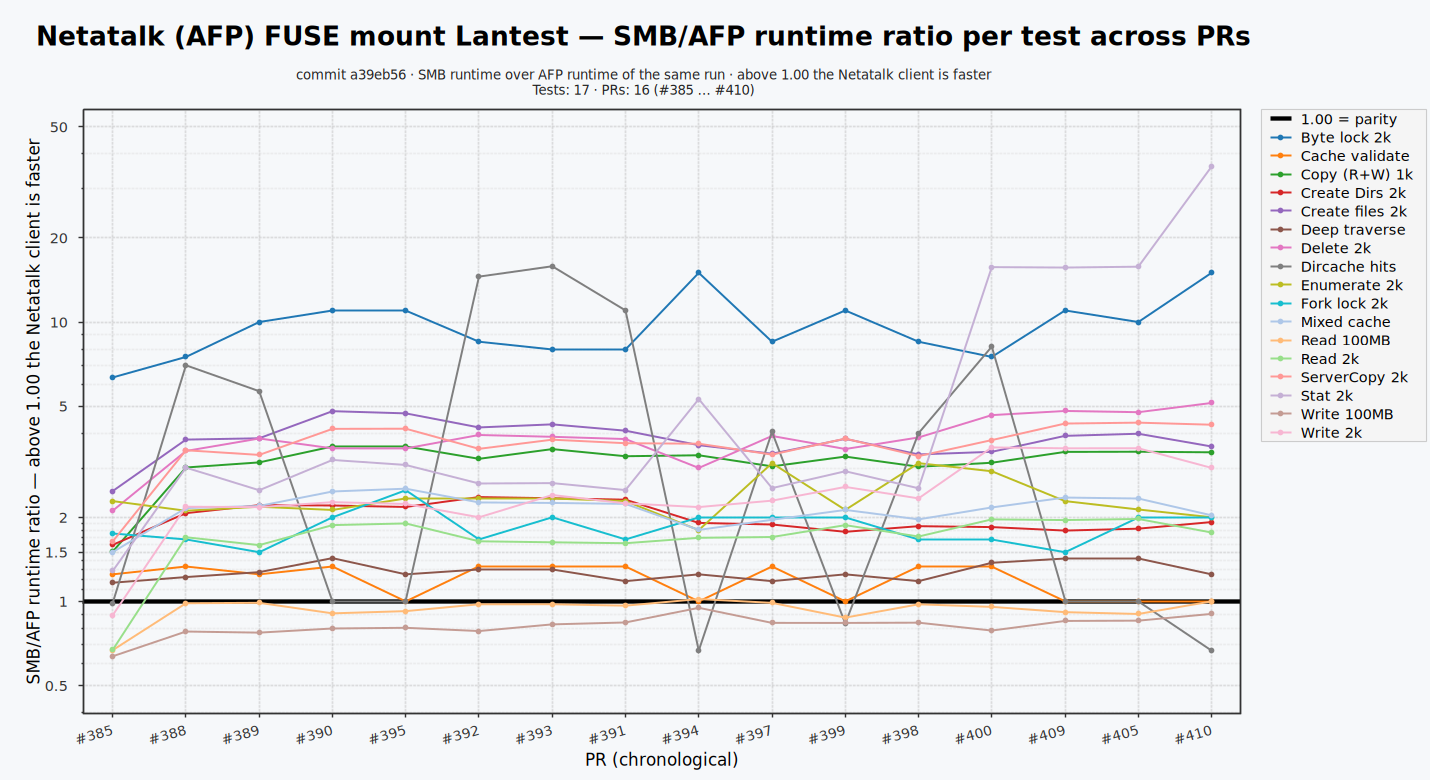 Netatalk (AFP) FUSE mount Lantest — SMB/AFP runtime ratio per test across PRs
commit a39eb56 · SMB runtime over AFP runtime of the same run · above 1.00 the Netatalk client is faster
Tests: 17 · PRs: 16 (#385 ... #410)
SMB/AFP runtime ratio — above 1.00 the Netatalk client is faster
50
20
10
5
2
1.5
1
0.5
#385
#388
#389
#390
#395
#392
#393
#391
#394
#397
#399
#398
#400
#409
#405
#410
PR (chronological)
1.00 = parity
Byte lock 2k
Cache validate
Copy (R+W) 1k
Create Dirs 2k
Create files 2k
Deep traverse
Delete 2k
Dircache hits
Enumerate 2k
Fork lock 2k
Mixed cache
Read 100MB
Read 2k
ServerCopy 2k
Stat 2k
Write 100MB
Write 2k